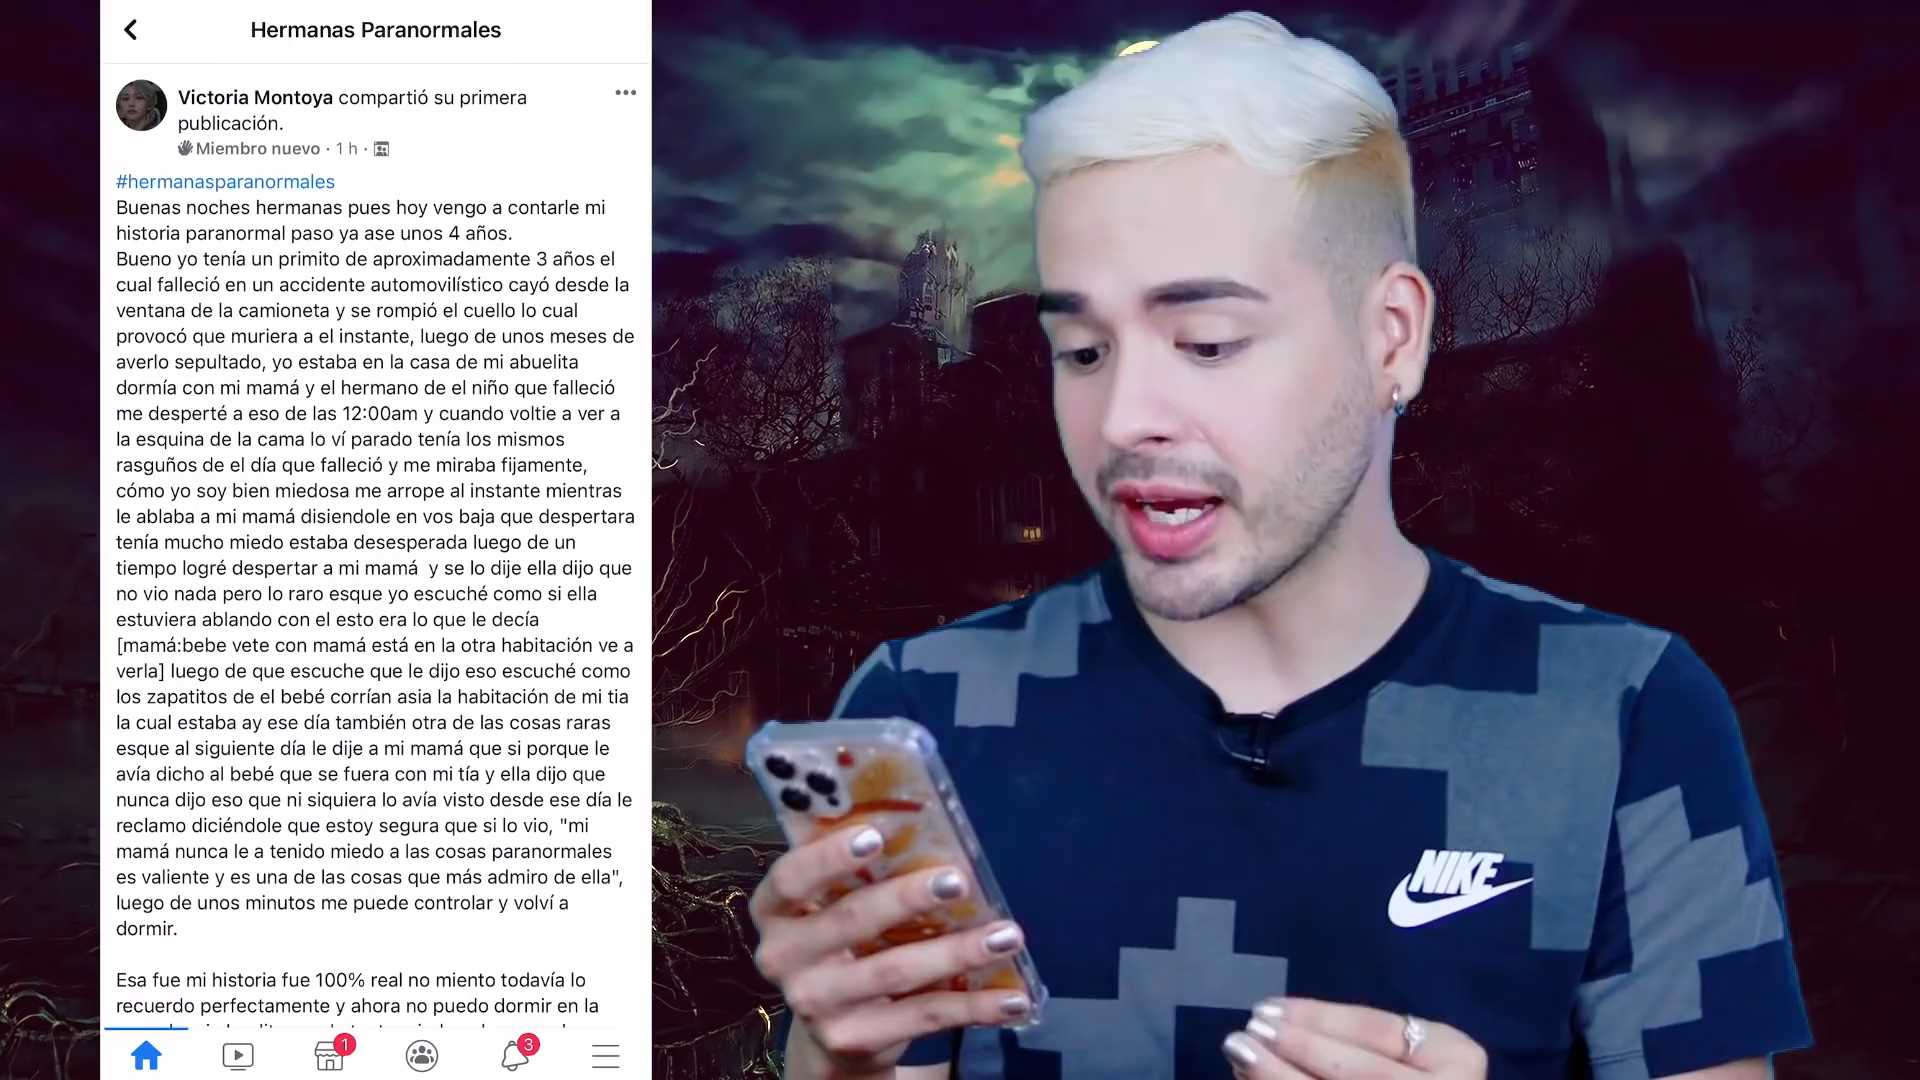 Hermanas Paranormales
Victoria Montoya compartió su primera
publicación.
Miembro nuevo · 1 h ·
#hermanasparanormales
Buenas noches hermanas pues hoy vengo a contarle mi
historia paranormal paso ya ase unos 4 años.
Bueno yo tenía un primito de aproximadamente 3 años el
cual falleció en un accidente automovilístico cayó desde la
ventana de la camioneta y se rompió el cuello lo cual
provocó que muriera a el instante, luego de unos meses de
averlo sepultado, yo estaba en la casa de mi abuelita
dormía con mi mamá y el hermano de el niño que falleció
me desperté a eso de las 12:00am y cuando voltie a ver a
la esquina de la cama lo ví parado tenía los mismos
rasguños de el día que falleció y me miraba fijamente,
cómo yo soy bien miedosa me arrope al instante mientras
le ablaba a mi mamá disiendole en vos baja que despertara
tenía mucho miedo estaba desesperada luego de un
tiempo logré despertar a mi mamá  y se lo dije ella dijo que
no vio nada pero lo raro esque yo escuché como si ella
estuviera ablando con el esto era lo que le decía
[mamá:bebe vete con mamá está en la otra habitación ve a
verla] luego de que escuche que le dijo eso escuché como
los zapatitos de el bebé corrían asia la habitación de mi tia
la cual estaba ay ese día también otra de las cosas raras
esque al siguiente día le dije a mi mamá que si porque le
avía dicho al bebé que se fuera con mi tía y ella dijo que
nunca dijo eso que ni siquiera lo avía visto desde ese día le
reclamo diciéndole que estoy segura que si lo vio, "mi
mamá nunca le a tenido miedo a las cosas paranormales
es valiente y es una de las cosas que más admiro de ella",
luego de unos minutos me puede controlar y volví a
dormir.
Esa fue mi historia fue 100% real no miento todavía lo
recuerdo perfectamente y ahora no puedo dormir en la
1
3
NIKE